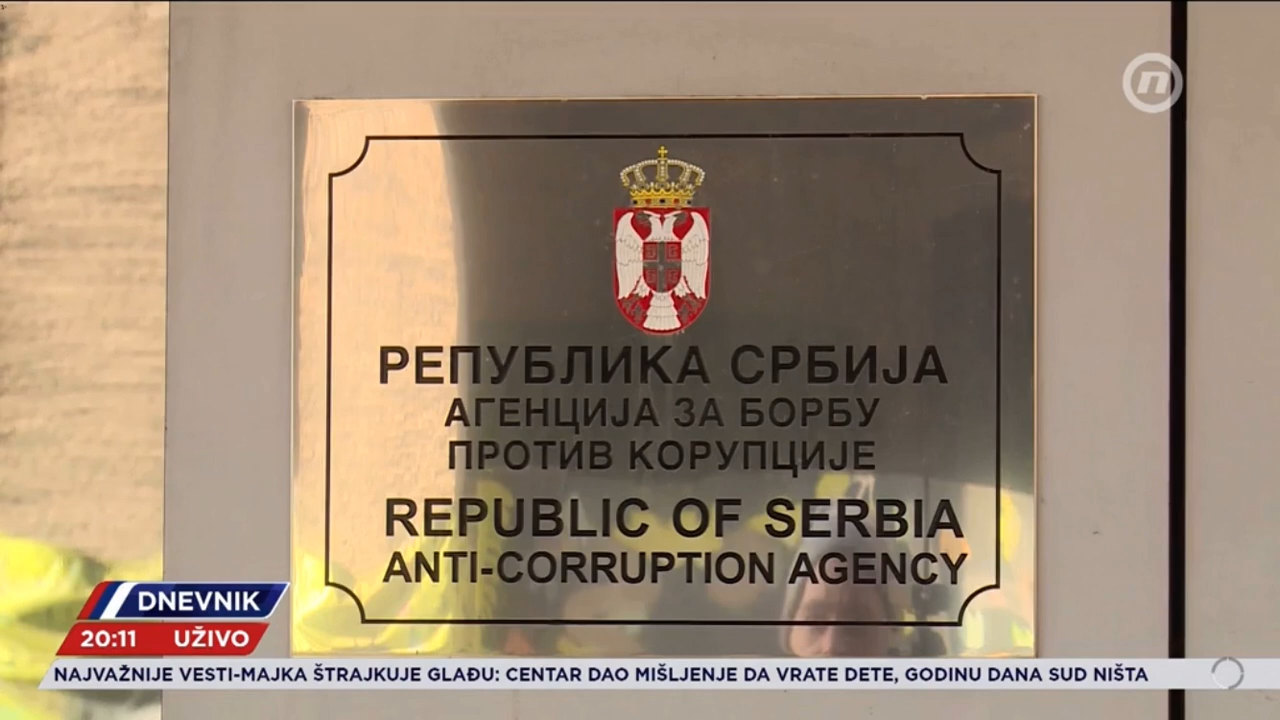 РЕПУБЛИКА СРБИЈА
АГЕНЦИЈА ЗА БОРБУ
ПРОТИВ КОРУПЦИЈЕ
REPUBLIC OF SERBIA
ANTI-CORRUPTION AGENCY
DNEVNIK
20:11 UŽIVO
NAJVAŽNIJE VESTI-MAJKA ŠTRAJKUJE GLAĐU: CENTAR DAO MIŠLJENJE DA VRATE DETE, GODINU DANA SUD NIŠTA